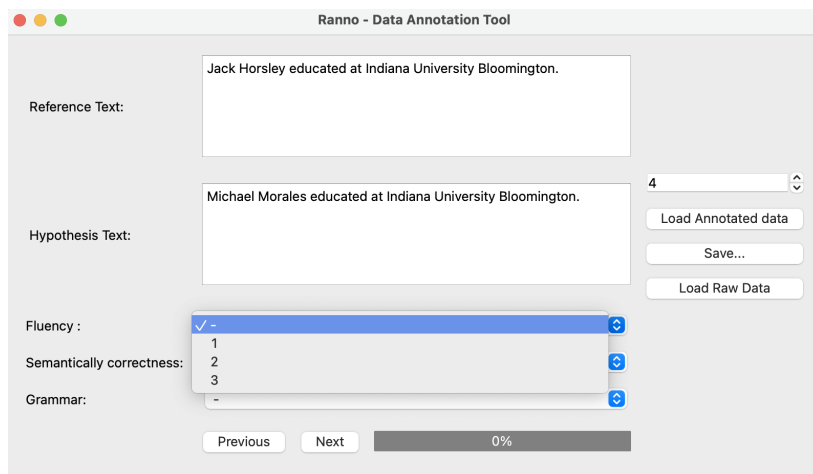 Ranno - Data Annotation Tool
Reference Text:
Jack Horsley educated at Indiana University Bloomington.
Hypothesis Text:
Michael Morales educated at Indiana University Bloomington.
4
Load Annotated data
Save...
Load Raw Data
Fluency :
✓ -
1
2
3
Semantically correctness:
Grammar:
-
Previous
Next
0%